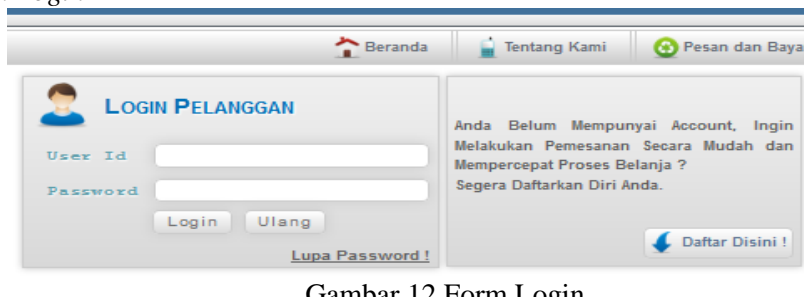 Beranda Tentang Kami Pesan dan Baya
LOGIN PELANGGAN
User Id
Password
Login Ulang
Lupa Password !
Anda Belum Mempunyai Account, Ingin
Melakukan Pemesanan Secara Mudah dan
Mempercepat Proses Belanja ?
Segera Daftarkan Diri Anda.
Daftar Disini !
Gambar 12 Form Login